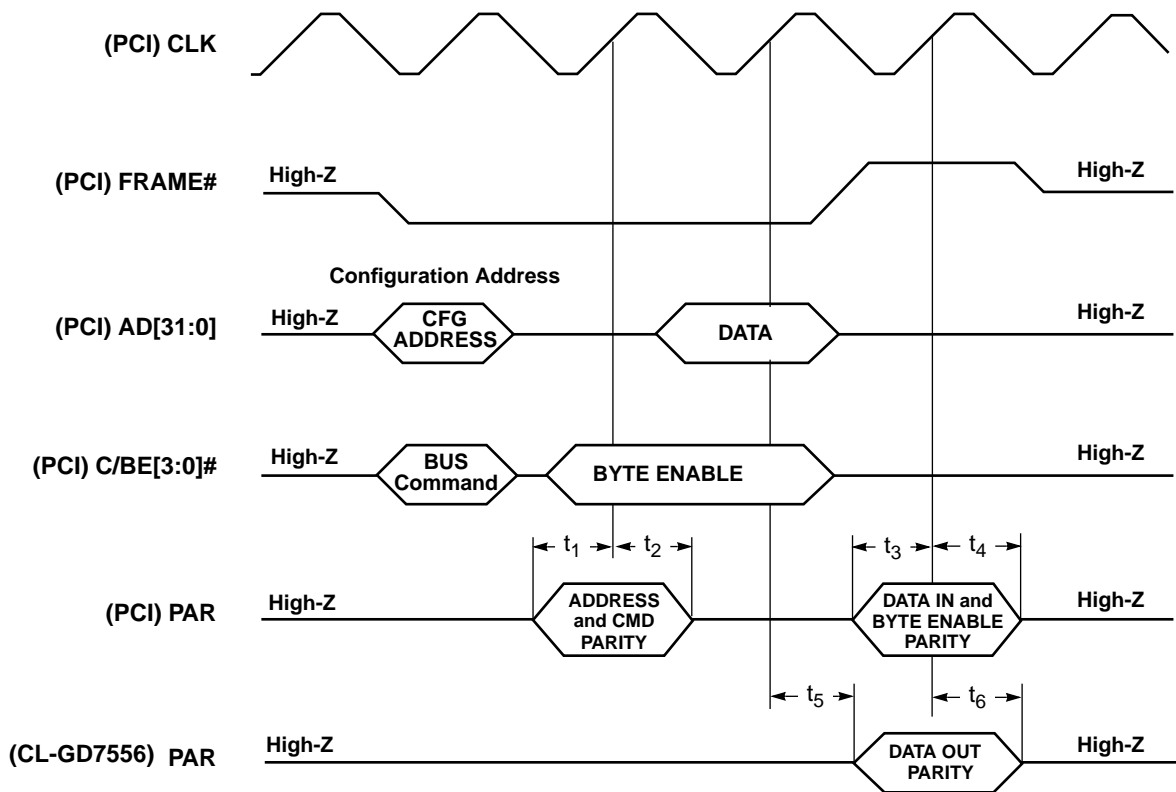 (PCI) CLK
(PCI) FRAME#
High-Z
High-Z
Configuration Address
(PCI) AD[31:0]
High-Z
CFG
ADDRESS
DATA
High-Z
(PCI) C/BE[3:0]#
High-Z
BUS
Command
BYTE ENABLE
High-Z
t1
t2
t3
t4
(PCI) PAR
High-Z
ADDRESS
and CMD
PARITY
DATA IN and
BYTE ENABLE
PARITY
High-Z
t5
t6
(CL-GD7556) PAR
High-Z
DATA OUT
PARITY
High-Z